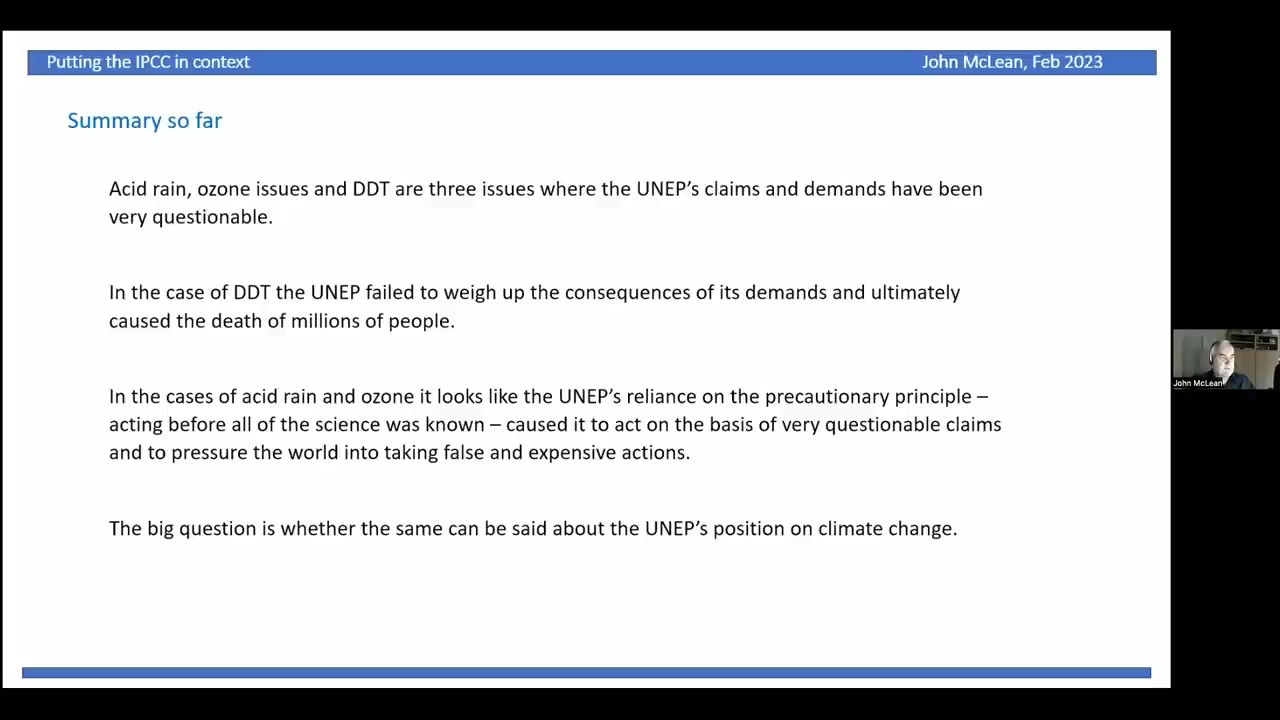 Putting the IPCC in context
John McLean, Feb 2023
Summary so far
Acid rain, ozone issues and DDT are three issues where the UNEP’s claims and demands have been
very questionable.
In the case of DDT the UNEP failed to weigh up the consequences of its demands and ultimately
caused the death of millions of people.
In the cases of acid rain and ozone it looks like the UNEP’s reliance on the precautionary principle –
acting before all of the science was known – caused it to act on the basis of very questionable claims
and to pressure the world into taking false and expensive actions.
The big question is whether the same can be said about the UNEP’s position on climate change.
John McLean